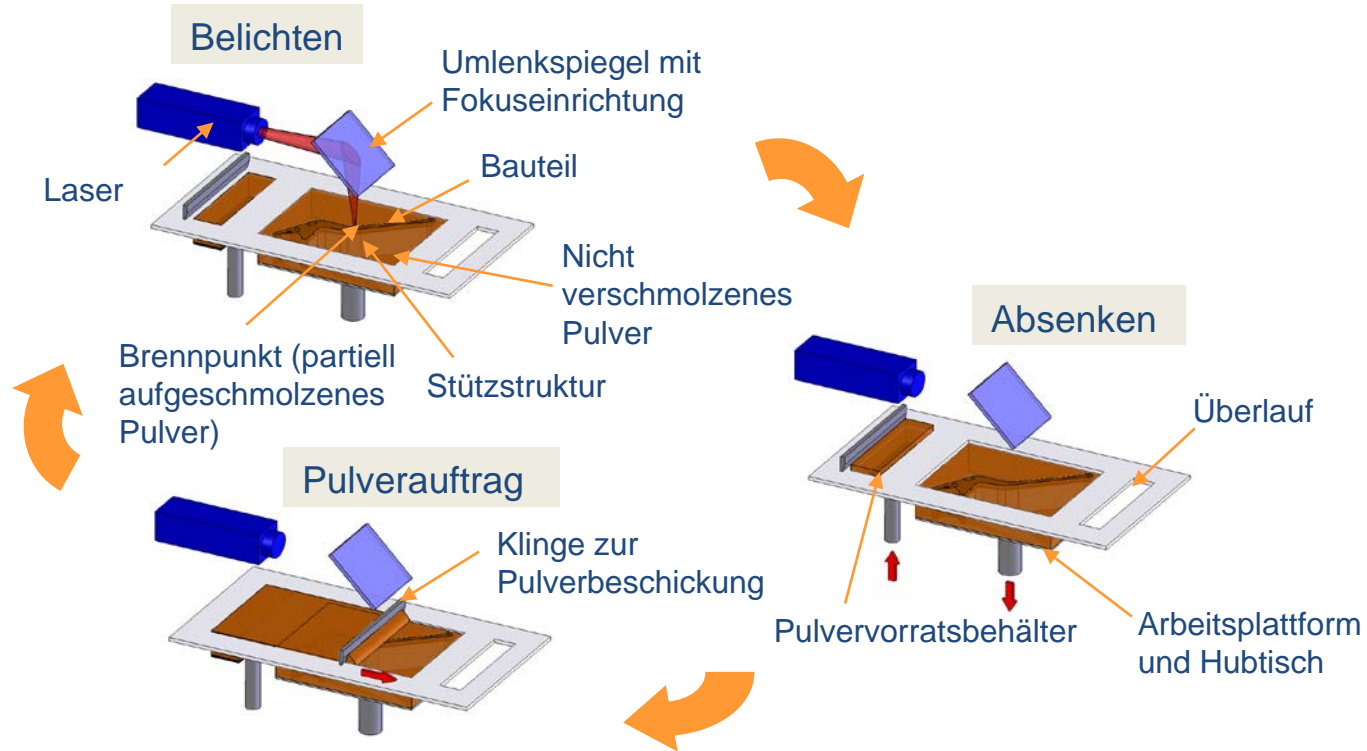 Belichten
Umlenkspiegel mit
Fokuseinrichtung
Laser
Bauteil
Nicht
verschmolzenes
Pulver
Brennpunkt (partiell
aufgeschmolzenes
Pulver)
Stützstruktur
Absenken
Überlauf
Pulvervorratsbehälter
Arbeitsplattform
und Hubtisch
Pulverauftrag
Klinge zur
Pulverbeschickung